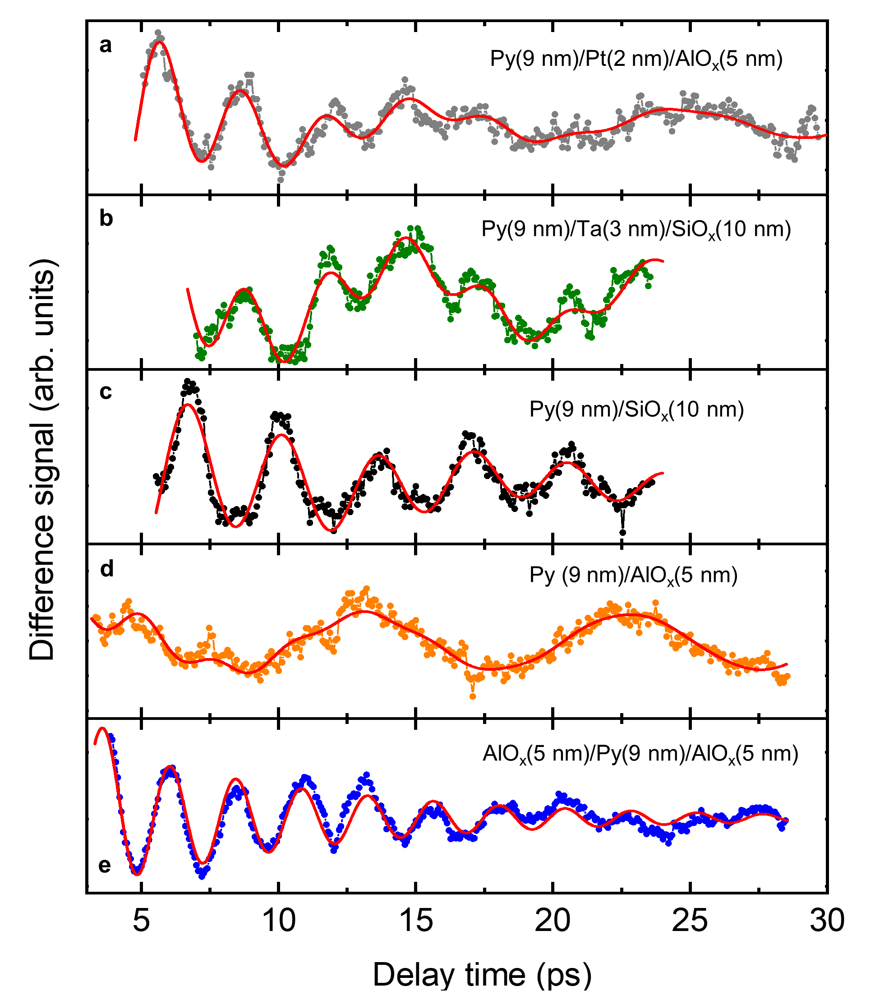 a
Py(9 nm)/Pt(2 nm)/AlOₓ(5 nm)
b
Py(9 nm)/Ta(3 nm)/SiOₓ(10 nm)
c
Py(9 nm)/SiOₓ(10 nm)
d
Py (9 nm)/AlOₓ(5 nm)
AlOₓ(5 nm)/Py(9 nm)/AlOₓ(5 nm)
e
Difference signal (arb. units)
5 10 15 20 25 30
Delay time (ps)